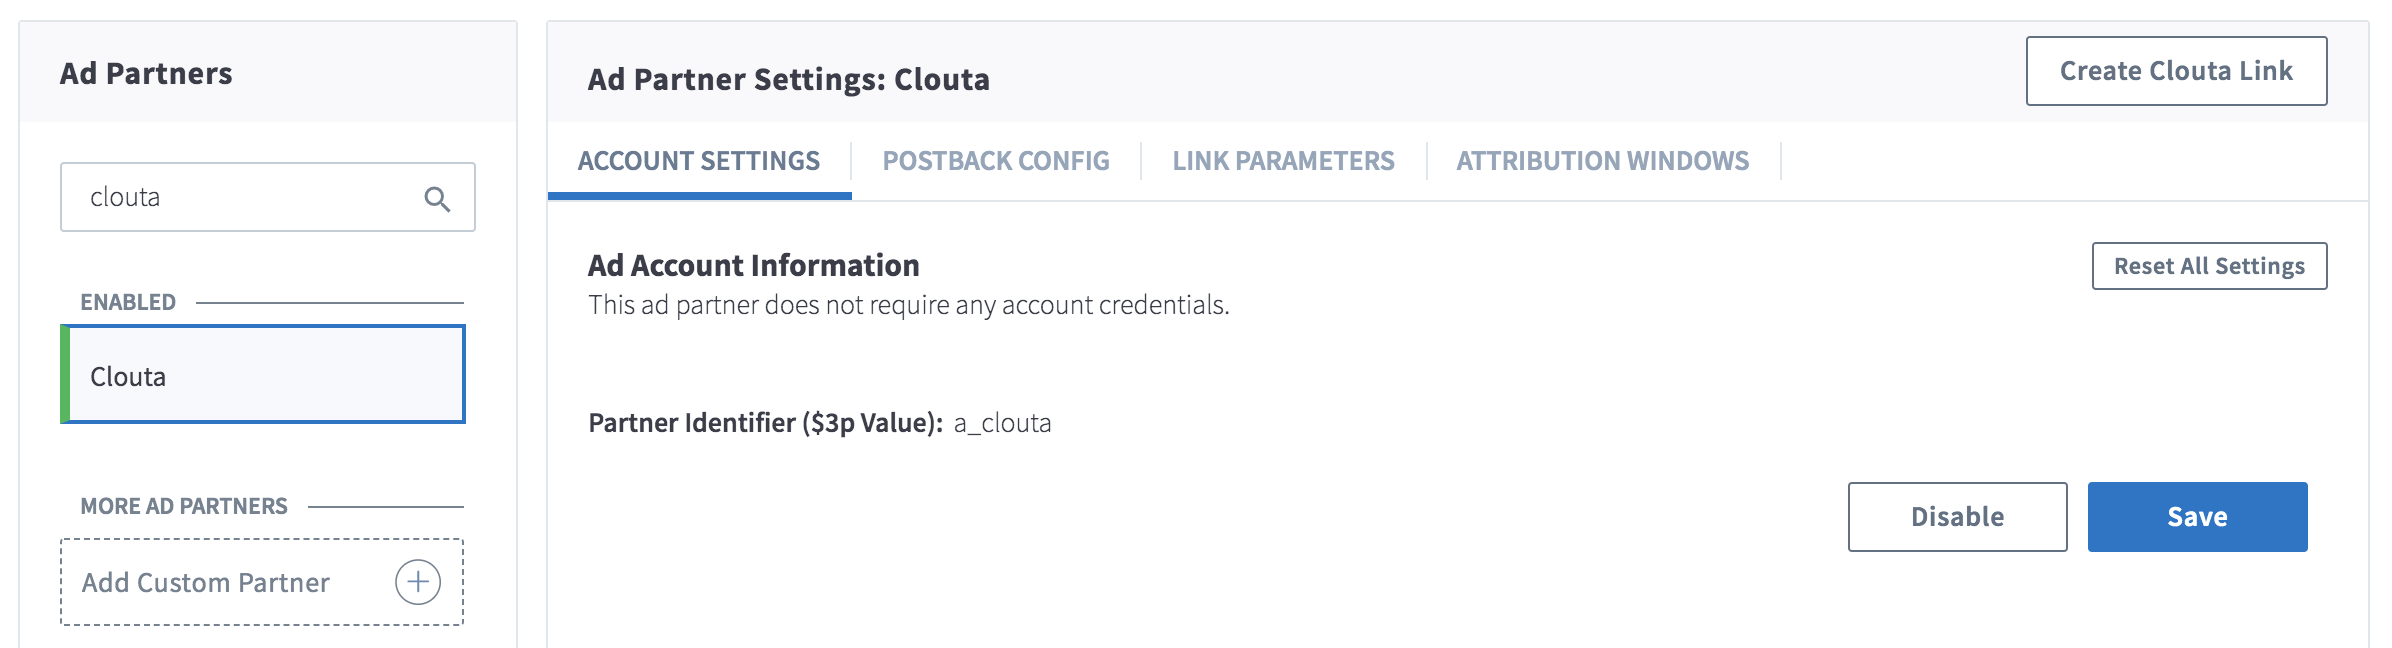 Ad Partners
clouta
ENABLED
Clouta
MORE AD PARTNERS
Add Custom Partner
Ad Partner Settings: Clouta
Create Clouta Link
ACCOUNT SETTINGS
POSTBACK CONFIG
LINK PARAMETERS
ATTRIBUTION WINDOWS
Ad Account Information
Reset All Settings
This ad partner does not require any account credentials.
Partner Identifier ($3p Value): a_clouta
Disable
Save